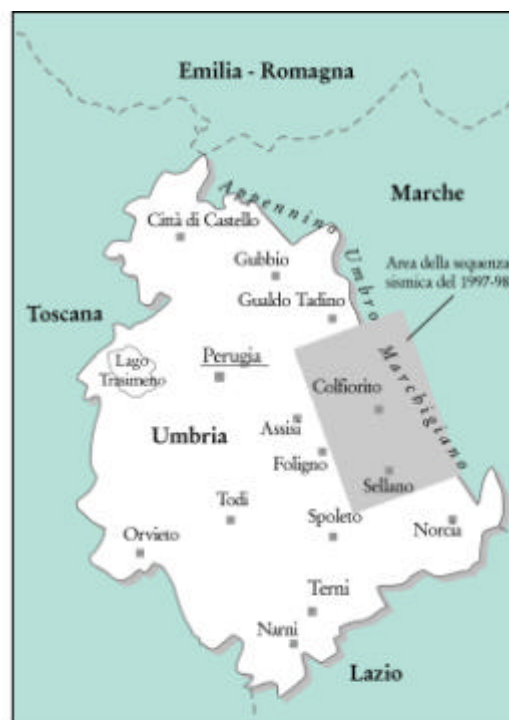 Emilia - Romagna
Appennino Umbro Marchigiano
Marche
Città di Castello
Gubbio
Area della sequenza
sismica del 1997-98
Gualdo Tadino
Toscana
Lago
Trasimeno
Perugia
Colfiorito
Assisi
Umbria
Foligno
Sellano
Todi
Spoleto
Norcia
Orvieto
Terni
Narni
Lazio